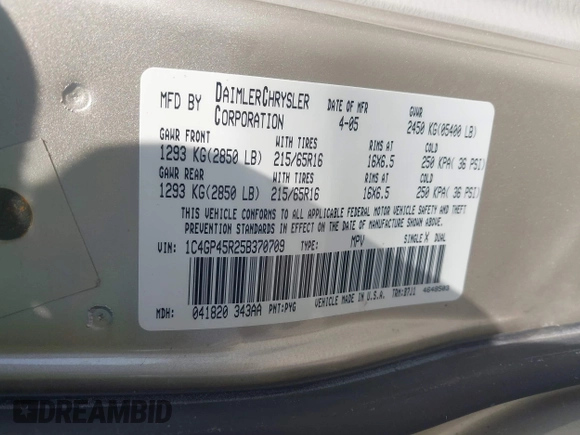 MFD BY DAIMLERCHRYSLER CORPORATION DATE OF MFR 4-05 GVWR 2450 KG(05400 LB)
GAWR FRONT WITH TIRES RIMS AT COLD
1293 KG(2850 LB) 215/65R16 16X6.5 250 KPA( 36 PSI)
GAWR REAR WITH TIRES RIMS AT COLD
1293 KG(2850 LB) 215/65R16 16X6.5 250 KPA( 36 PSI)
THIS VEHICLE CONFORMS TO ALL APPLICABLE FEDERAL MOTOR VEHICLE SAFETY AND THEFT
PREVENTION STANDARDS IN EFFECT ON THE DATE OF MANUFACTURE SHOWN ABOVE.
VIN: 1C4GP45R25B370709 TYPE: MPV SINGLE X DUAL
MDH: 041820 343AA PNT:PYG VEHICLE MADE IN U.S.A. TRM:B7J1
DREAMBID